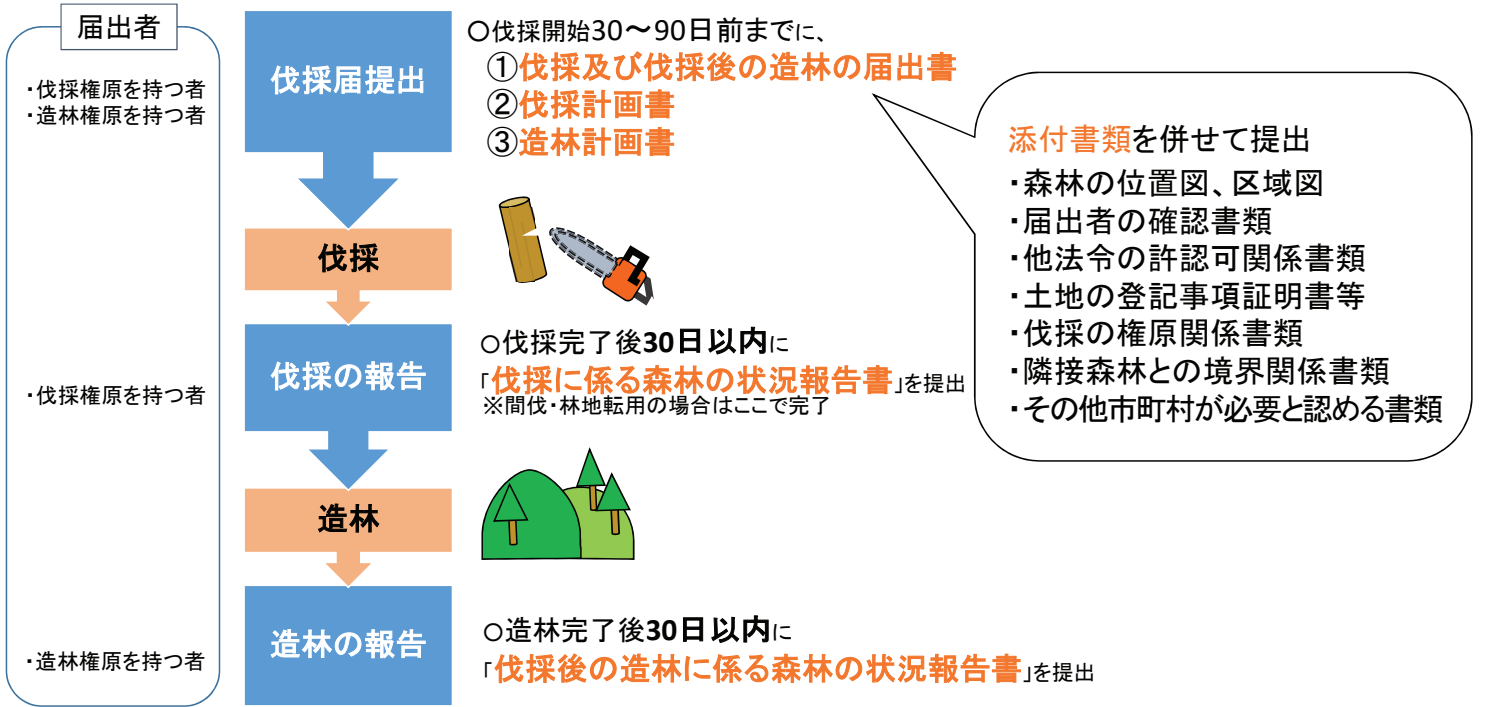 届出者
・伐採権原を持つ者
・造林権原を持つ者
・伐採権原を持つ者
・造林権原を持つ者
伐採届提出
伐採
伐採の報告
造林
造林の報告
○伐採開始30~90日前までに、
①伐採及び伐採後の造林の届出書
②伐採計画書
③造林計画書
○伐採完了後30日以内に
「伐採に係る森林の状況報告書」を提出
※間伐・林地転用の場合はここで完了
○造林完了後30日以内に
「伐採後の造林に係る森林の状況報告書」を提出
添付書類を併せて提出
・森林の位置図、区域図
・届出者の確認書類
・他法令の許認可関係書類
・土地の登記事項証明書等
・伐採の権原関係書類
・隣接森林との境界関係書類
・その他市町村が必要と認める書類